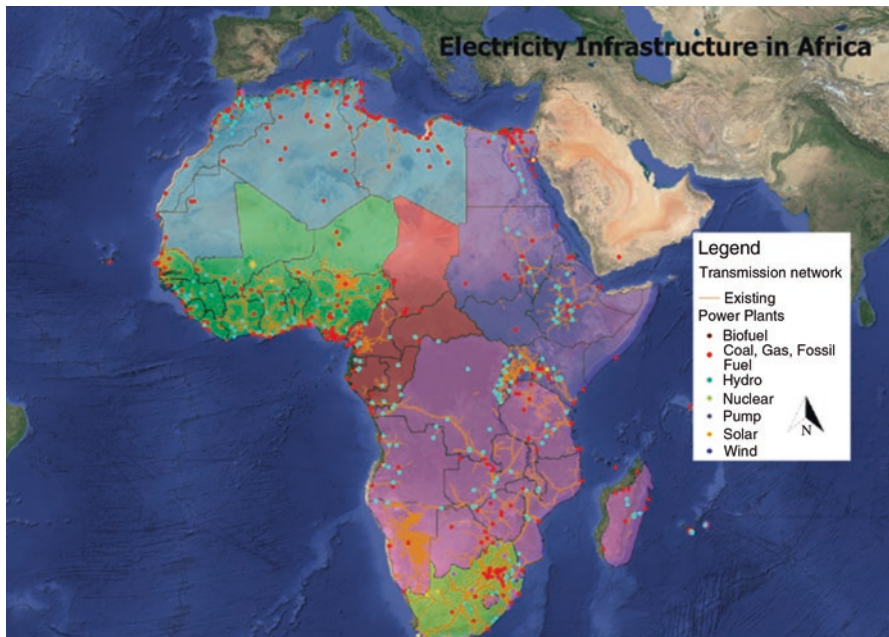 Electricity Infrastructure in Africa
Legend
Transmission network
Existing
Power Plants
Biofuel
Coal, Gas, Fossil
Fuel
Hydro
Nuclear
Pump
Solar
Wind
N